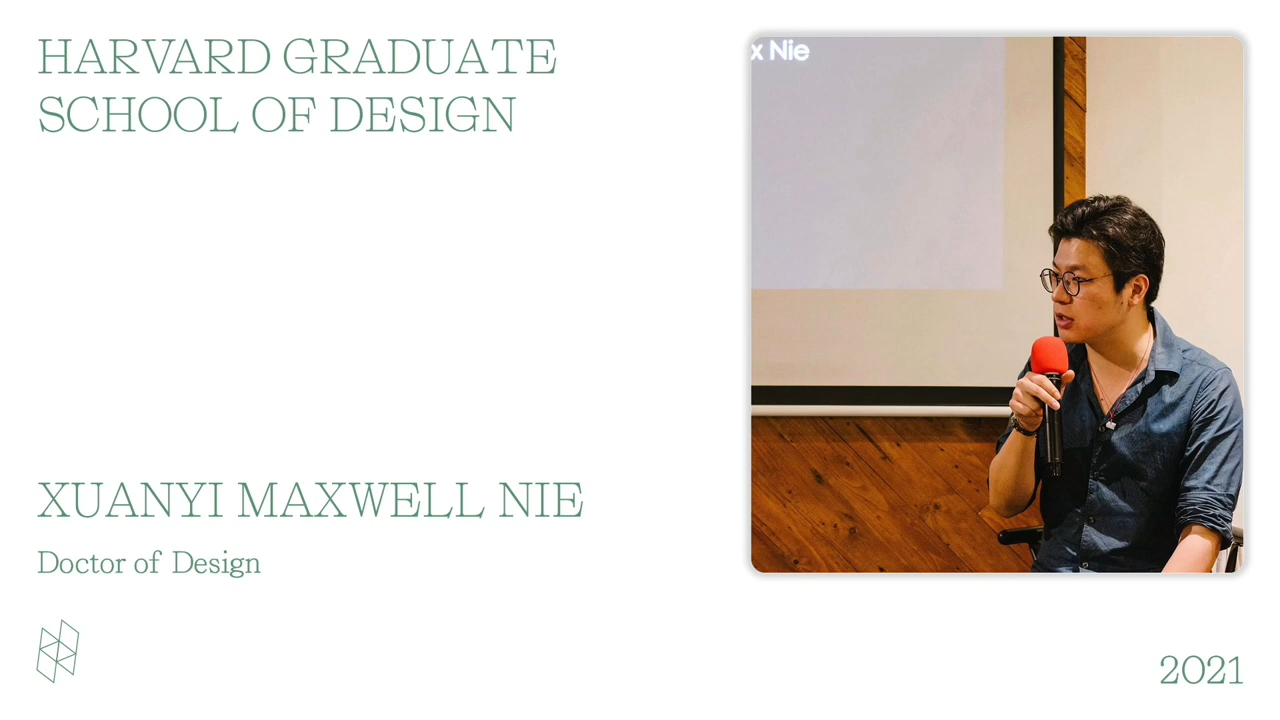 HARVARD GRADUATE
SCHOOL OF DESIGN
x Nie
XUANYI MAXWELL NIE
Doctor of Design
2021